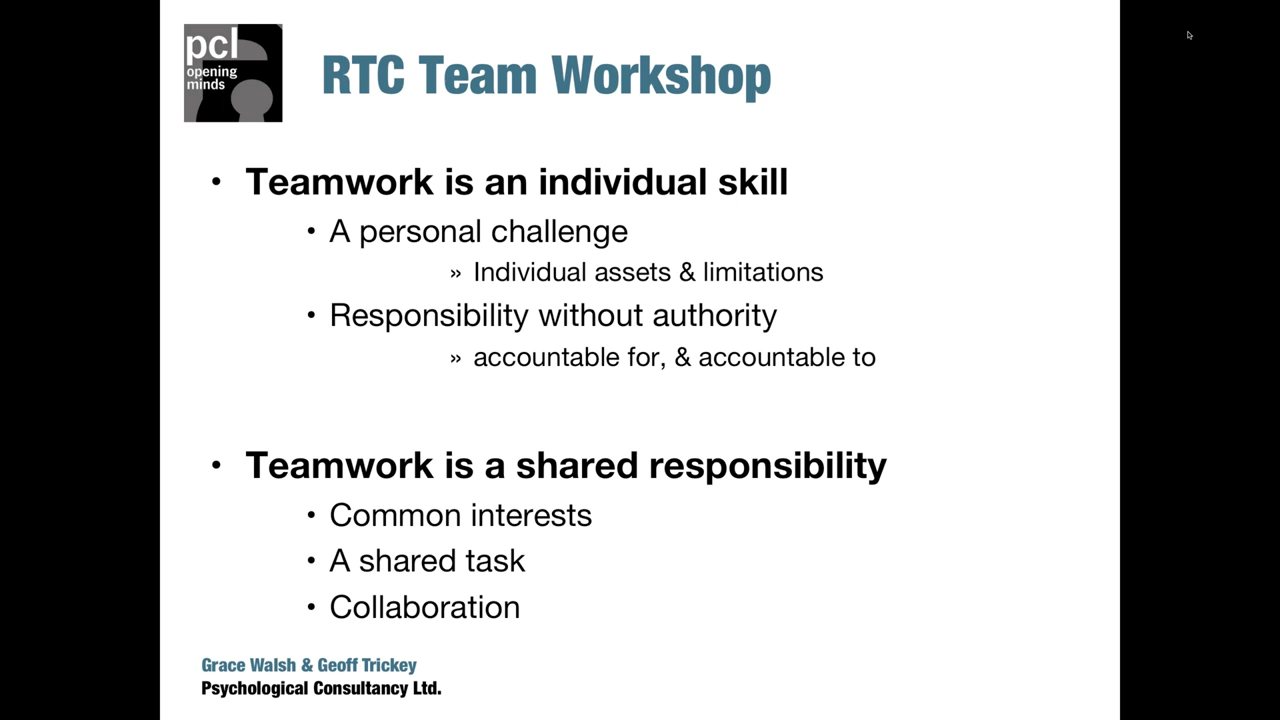 pcl
opening
minds
RTC Team Workshop
• Teamwork is an individual skill
• A personal challenge
» Individual assets & limitations
• Responsibility without authority
» accountable for, & accountable to
• Teamwork is a shared responsibility
• Common interests
• A shared task
• Collaboration
Grace Walsh & Geoff Trickey
Psychological Consultancy Ltd.